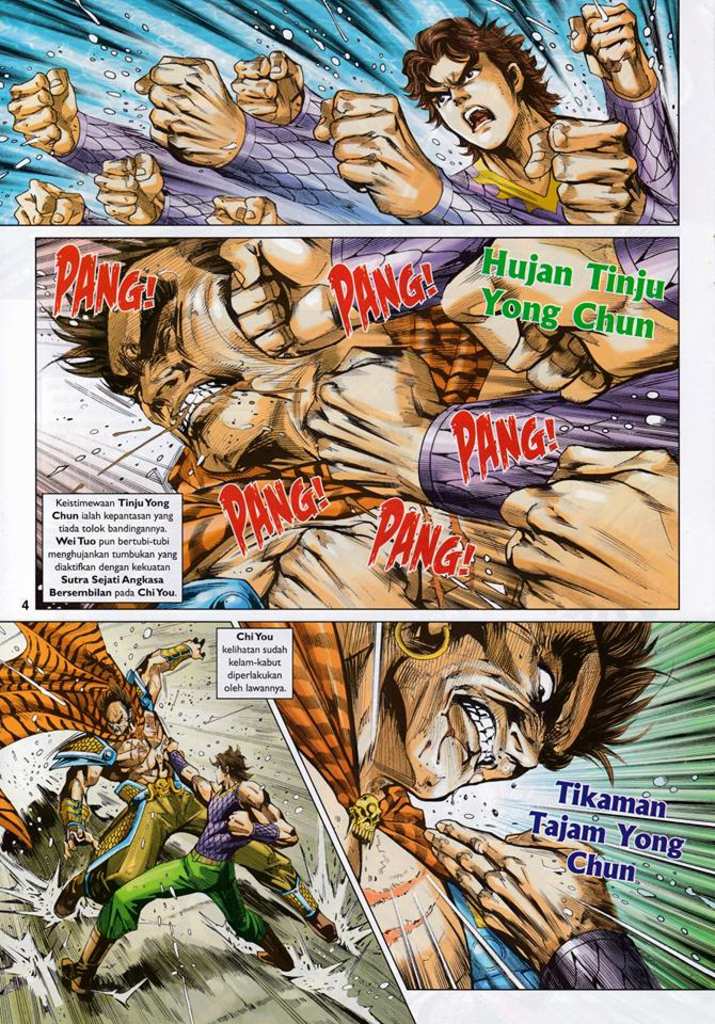 PANG!
PANG!
Hujan Tinju
Yong Chun
PANG!
PANG!
PANG!
Keistimewaan Tinju Yong
Chun ialah kepantasan yang
tiada tolok bandingannya.
Wei Tuo pun bertubi-tubi
menghujankan tumbukan yang
diaktifkan dengan kekuatan
Sutra Sejati Angkasa
Bersembilan pada Chi You.
4
Chi You
kelihatan sudah
kelam-kabut
diperlakukan
oleh lawannya.
Tikaman
Tajam Yong
Chun